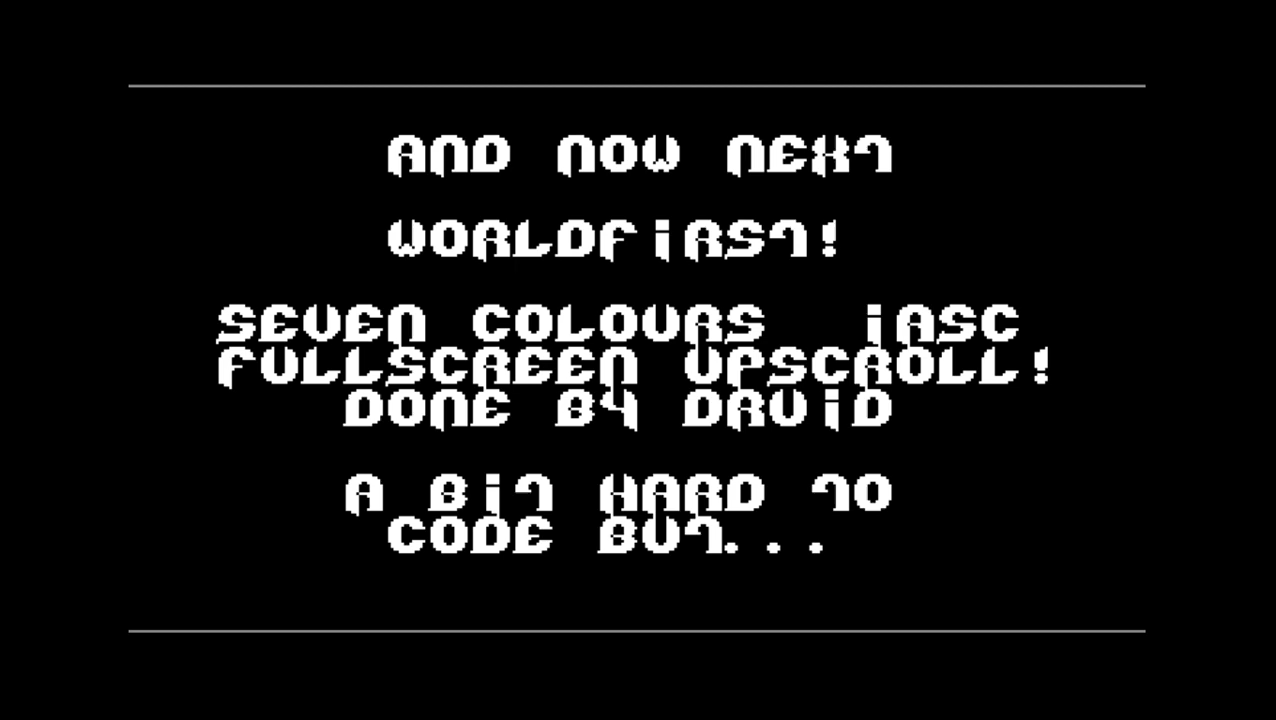 AND NOW NEXT
WORLDFiRST!
SEVEN COLOURS iASC
FULLSCREEN UPSCROLL!
DONE BY DRUiD
A BiT HARD TO
CODE BUT...